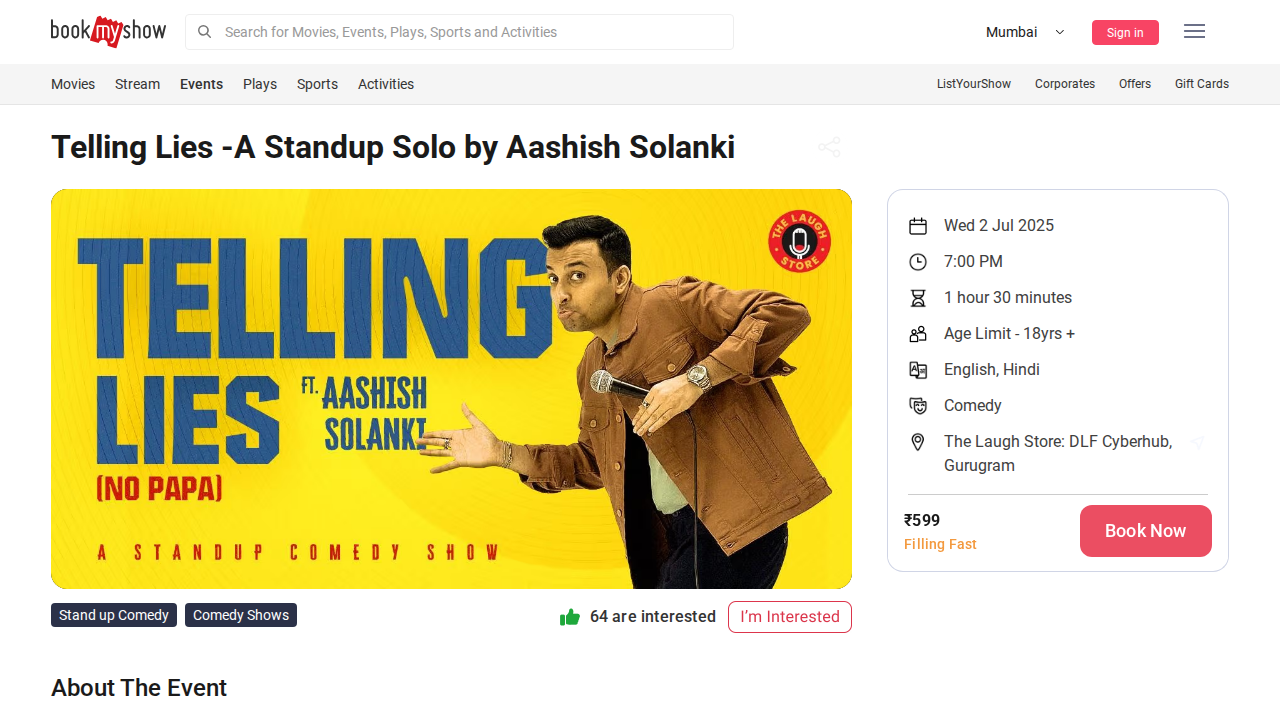 bookmyshow
Search for Movies, Events, Plays, Sports and Activities
Mumbai
Sign in
Movies
Stream
Events
Plays
Sports
Activities
ListYourShow
Corporates
Offers
Gift Cards
Telling Lies -A Standup Solo by Aashish Solanki
THE LAUGH STORE
TELLING
LIES
FT. AASHISH
SOLANKI
(NO PAPA)
A STANDUP COMEDY SHOW
Wed 2 Jul 2025
7:00 PM
1 hour 30 minutes
Age Limit - 18yrs +
English, Hindi
Comedy
The Laugh Store: DLF Cyberhub,
Gurugram
₹599
Filling Fast
Book Now
Stand up Comedy
Comedy Shows
64 are interested
I’m Interested
About The Event